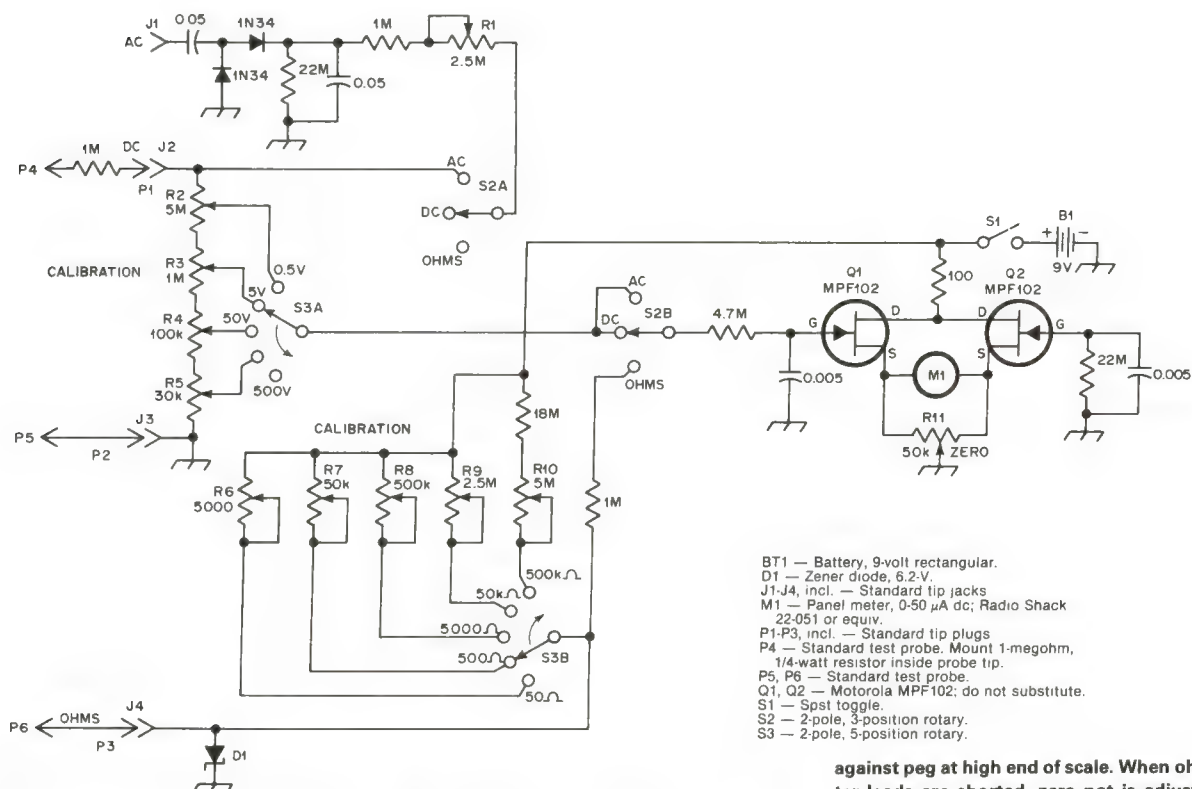 0.05
J1
AC
1N34
1N34
22M
0.05
1M
R1
2.5M
P4
1M
DC
J2
P1
R2
5M
CALIBRATION
R3
1M
R4
100k
R5
30k
0.5V
5V
50V
500V
S3A
AC
S2A
DC
OHMS
P5
J3
P2
AC
DC
S2B
OHMS
4.7M
0.005
S1
B1
+
-
9V
100
Q1
MPF102
Q2
MPF102
G
D
D
G
S
S
M1
R11
50k
ZERO
22M
0.005
CALIBRATION
18M
R6
5000
R7
50k
R8
500k
R9
2.5M
R10
5M
1M
500kΩ
50kΩ
5000Ω
500Ω
50Ω
S3B
P6
OHMS
J4
P3
D1
BT1 — Battery, 9-volt rectangular.
D1 — Zener diode, 6.2-V.
J1-J4, incl. — Standard tip jacks
M1 — Panel meter, 0-50 μA dc; Radio Shack
22-051 or equiv.
P1-P3, incl. — Standard tip plugs
P4 — Standard test probe. Mount 1-megohm,
1/4-watt resistor inside probe tip.
P5, P6 — Standard test probe.
Q1, Q2 — Motorola MPF102; do not substitute.
S1 — Spst toggle.
S2 — 2-pole, 3-position rotary.
S3 — 2-pole, 5-position rotary.
against peg at high end of scale. When oh